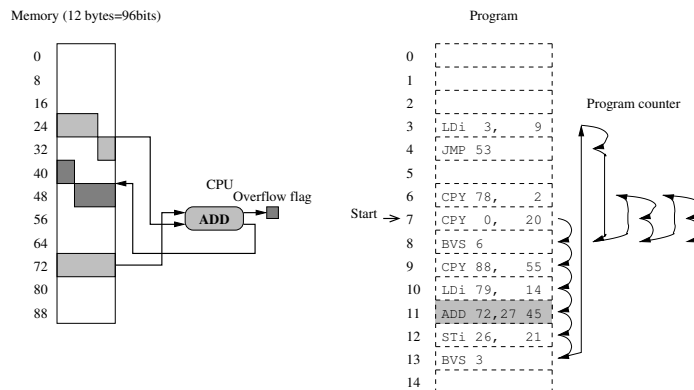 Memory (12 bytes=96bits)
0
8
16
24
32
40
48
56
64
72
80
88
CPU
Overflow flag
ADD
Program
Program counter
Start
0
1
2
3 LDi 3, 9
4 JMP 53
5
6 CPY 78, 2
7 CPY 0, 20
8 BVS 6
9 CPY 88, 55
10 LDi 79, 14
11 ADD 72,27 45
12 STi 26, 21
13 BVS 3
14